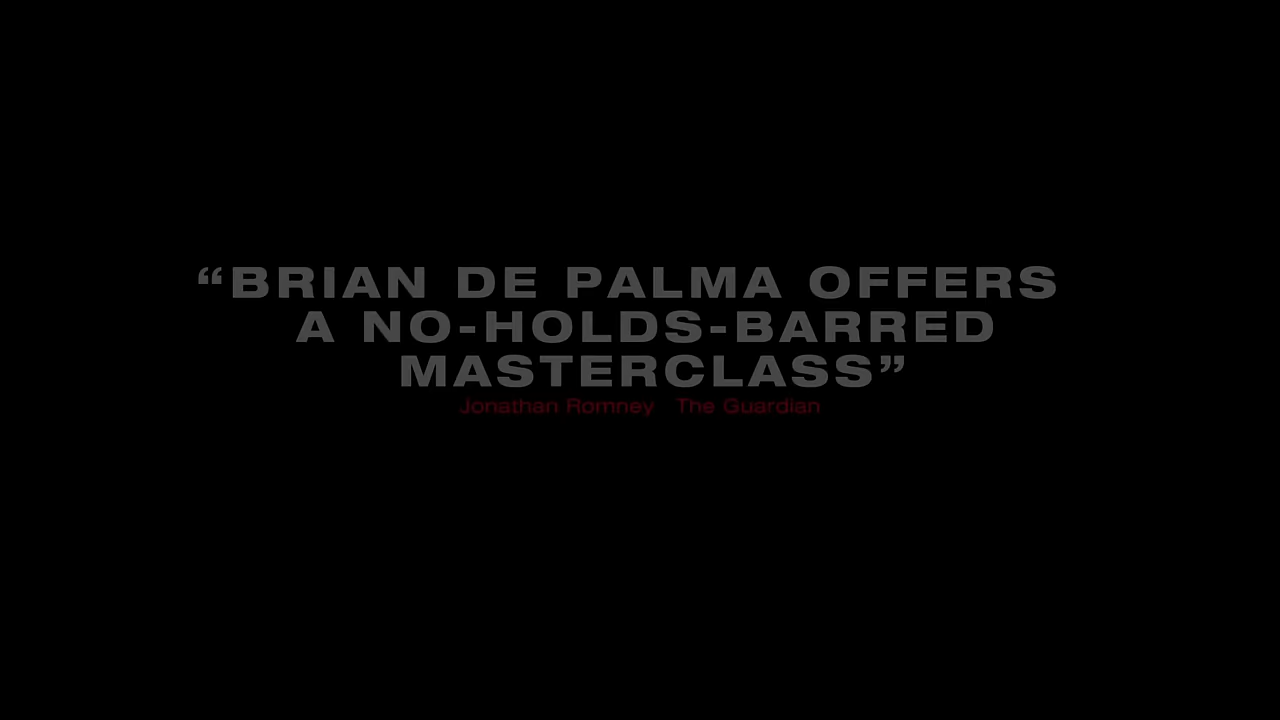 “BRIAN DE PALMA OFFERS
A NO-HOLDS-BARRED
MASTERCLASS”
Jonathan Romney The Guardian